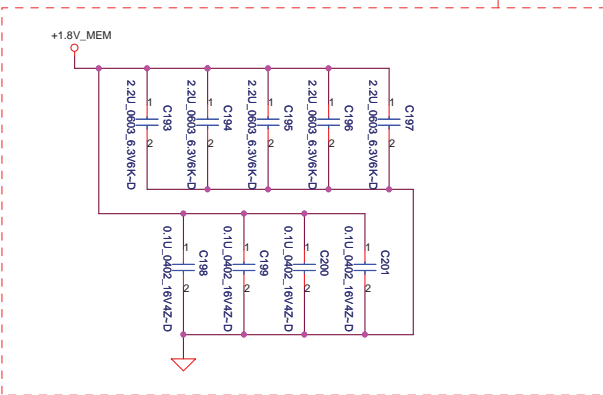 +1.8V_MEM
1
C193
2.2U_0603_6.3V6K~D
2
1
C194
2.2U_0603_6.3V6K~D
2
1
C195
2.2U_0603_6.3V6K~D
2
1
C196
2.2U_0603_6.3V6K~D
2
1
C197
2.2U_0603_6.3V6K~D
2
1
C198
0.1U_0402_16V4Z~D
2
1
C199
0.1U_0402_16V4Z~D
2
1
C200
0.1U_0402_16V4Z~D
2
1
C201
0.1U_0402_16V4Z~D
2